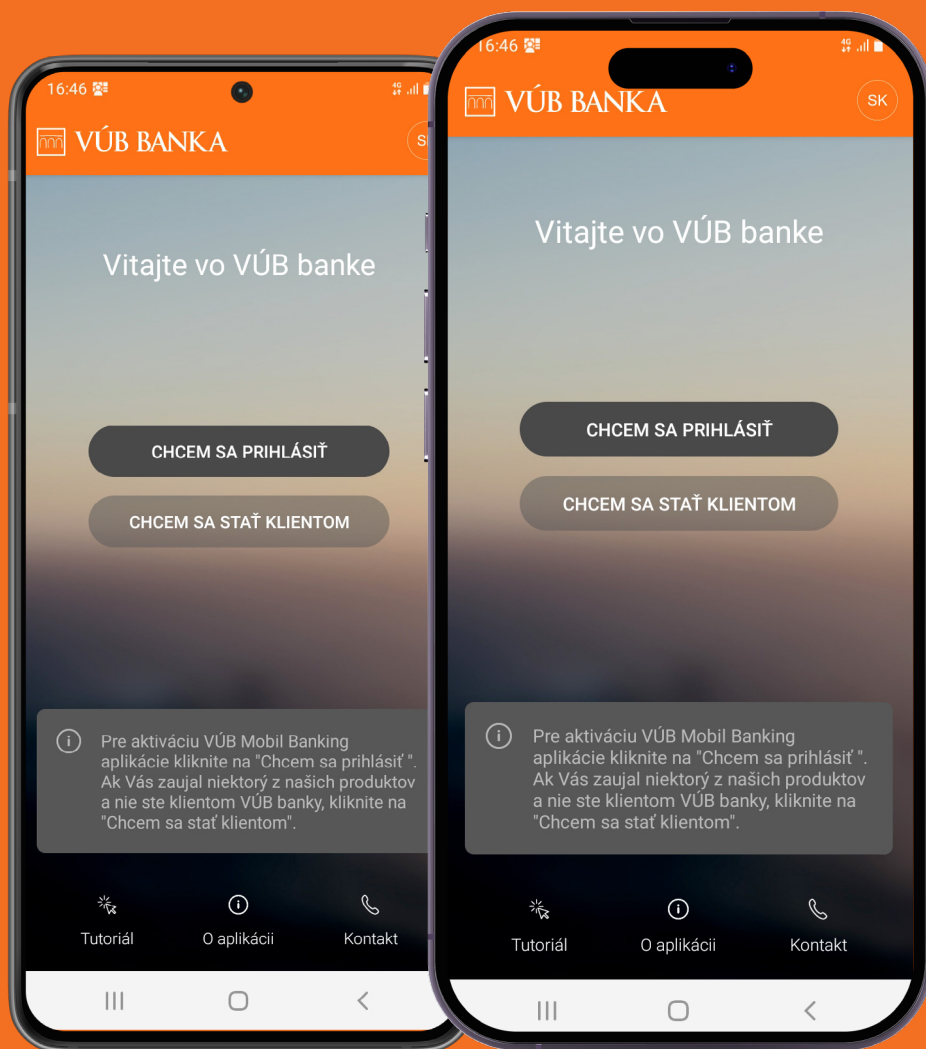 16:46
4G
VÚB BANKA
Vitajte vo VÚB banke
CHCEM SA PRIHLÁSIŤ
CHCEM SA STAŤ KLIENTOM
Pre aktiváciu VÚB Mobil Banking
aplikácie kliknite na "Chcem sa prihlásiť ".
Ak Vás zaujal niektorý z našich produktov
a nie ste klientom VÚB banky, kliknite na
"Chcem sa stať klientom".
Tutoriál
O aplikácii
Kontakt
16:46
4G
VÚB BANKA
SK
Vitajte vo VÚB banke
CHCEM SA PRIHLÁSIŤ
CHCEM SA STAŤ KLIENTOM
Pre aktiváciu VÚB Mobil Banking
aplikácie kliknite na "Chcem sa prihlásiť ".
Ak Vás zaujal niektorý z našich produktov
a nie ste klientom VÚB banky, kliknite na
"Chcem sa stať klientom".
Tutoriál
O aplikácii
Kontakt